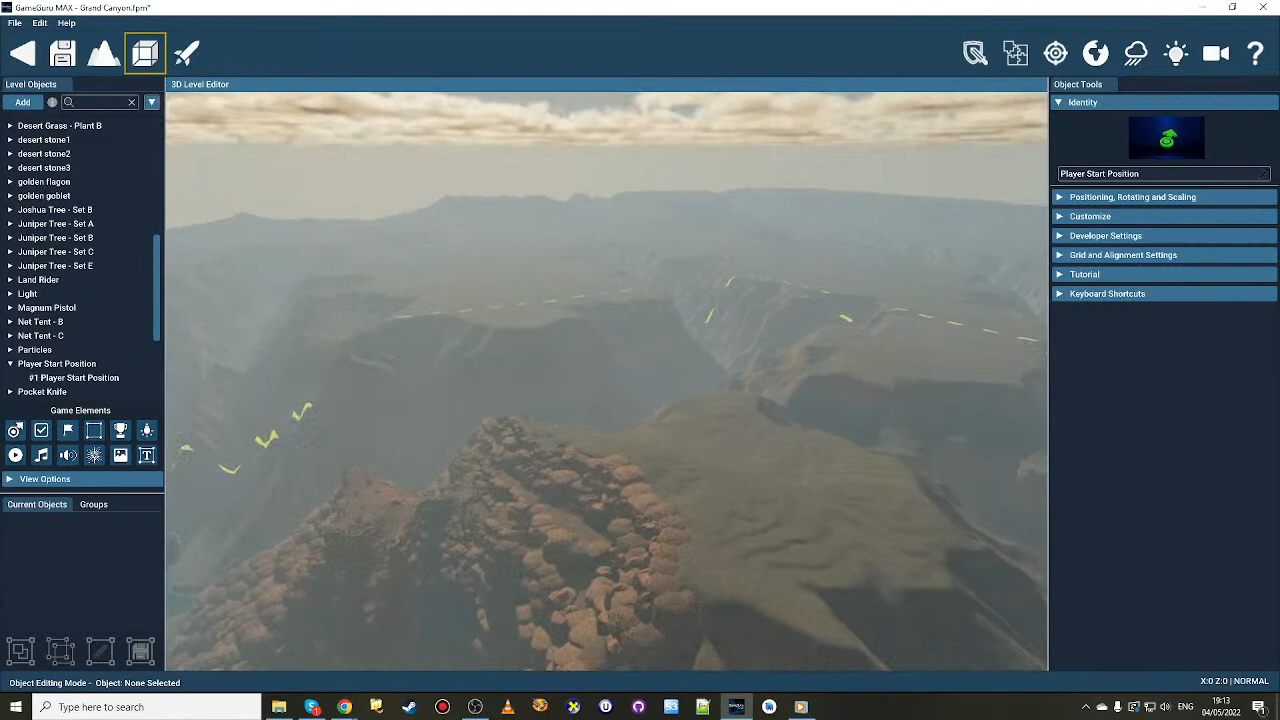 GameGuru MAX - Grand Canyon.fpm*
File Edit Help
Level Objects
3D Level Editor
Object Tools
Add
Identity
Desert Grass - Plant B
desert stone1
desert stone2
desert stone3
golden flagon
golden goblet
Joshua Tree - Set B
Juniper Tree - Set A
Juniper Tree - Set B
Juniper Tree - Set C
Juniper Tree - Set E
Land Rider
Light
Magnum Pistol
Net Tent - B
Net Tent - C
Particles
Player Start Position
#1 Player Start Position
Pocket Knife
Game Elements
View Options
Current Objects Groups
Player Start Position
Positioning, Rotating and Scaling
Customize
Developer Settings
Grid and Alignment Settings
Tutorial
Keyboard Shortcuts
Object Editing Mode - Object: None Selected
X:0 Z:0 | NORMAL
Type here to search
ENG
19:13
04/09/2022